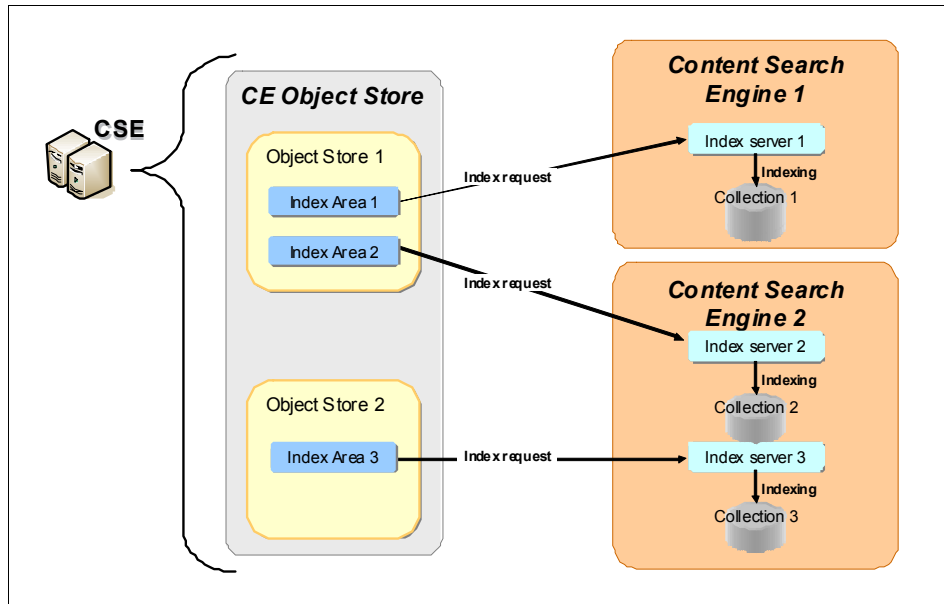 CSE
CE Object Store
Object Store 1
Index Area 1
Index Area 2
Object Store 2
Index Area 3
Index request
Index request
Index request
Content Search
Engine 1
Index server 1
Indexing
Collection 1
Content Search
Engine 2
Index server 2
Indexing
Collection 2
Index server 3
Indexing
Collection 3